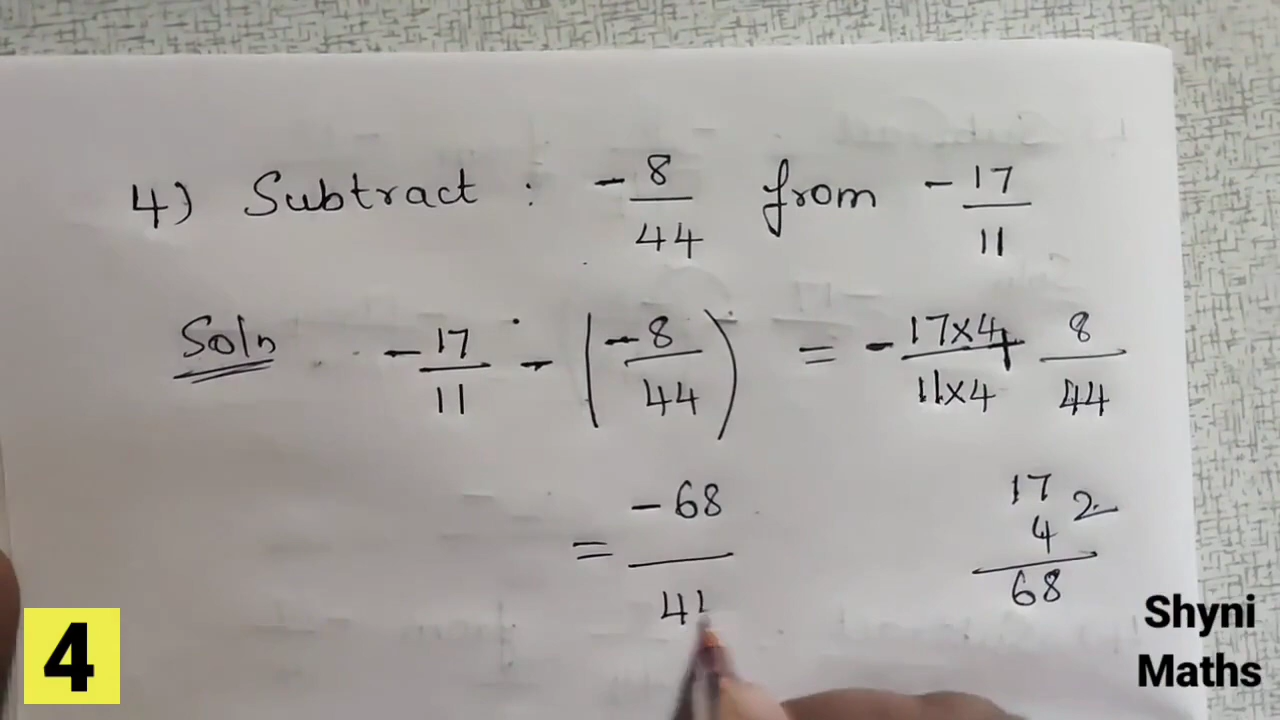 4) Subtract : -8/44 from -17/11
Soln -17/11 - (-8/44) = -17×4/11×4 + 8/44
= -68/44
17
4 2
68
4
Shyni
Maths